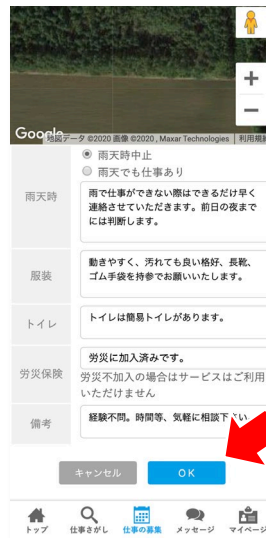 Google
地図データ ©2020 画像 ©2020 , Maxar Technologies
雨天時中止
雨天でも仕事あり
雨天時
雨で仕事ができない際はできるだけ早く
連絡させていただきます。前日の夜まで
には判断します。
服装
動きやすく、汚れても良い格好、長靴、
ゴム手袋を持参でお願いいたします。
トイレ
トイレは簡易トイレがあります。
労災保険
労災に加入済みです。
労災不加入の場合はサービスはご利用
いただけません
備考
経験不問。時間等、気軽に相談下さい
キャンセル
OK
トップ
仕事さがし
仕事の募集
メッセージ
マイページ